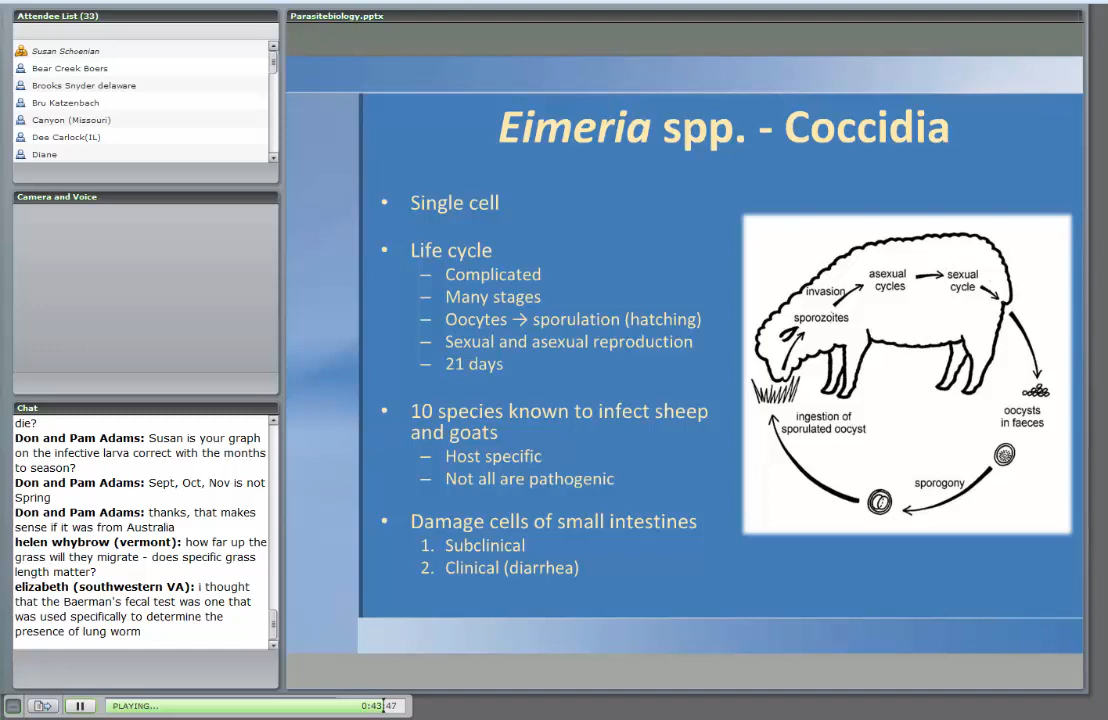 Attendee List (33)
Susan Schoenian
Bear Creek Boers
Brooks Snyder delaware
Bru Katzenbach
Canyon (Missouri)
Dee Carlock(IL)
Diane
Camera and Voice
Chat
die?
Don and Pam Adams: Susan is your graph
on the infective larva correct with the months
to season?
Don and Pam Adams: Sept, Oct, Nov is not
Spring
Don and Pam Adams: thanks, that makes
sense if it was from Australia
helen whybrow (vermont): how far up the
grass will they migrate - does specific grass
length matter?
elizabeth (southwestern VA): i thought
that the Baerman's fecal test was one that
was used specifically to determine the
presence of lung worm
PLAYING...
0:43:47
Parasitebiology.pptx
Eimeria spp. - Coccidia
• Single cell
• Life cycle
– Complicated
– Many stages
– Oocytes → sporulation (hatching)
– Sexual and asexual reproduction
– 21 days
• 10 species known to infect sheep
and goats
– Host specific
– Not all are pathogenic
• Damage cells of small intestines
1. Subclinical
2. Clinical (diarrhea)
asexual
cycles
sexual
cycle
invasion
sporozoites
ingestion of
sporulated oocyst
oocysts
in faeces
sporogony